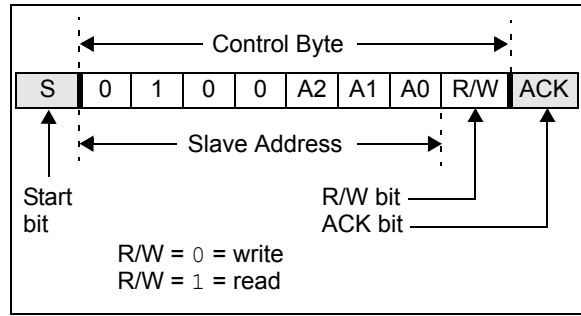 Control Byte
S 0 1 0 0 A2 A1 A0 R/W ACK
Slave Address
Start
bit
R/W bit
ACK bit
R/W = 0 = write
R/W = 1 = read